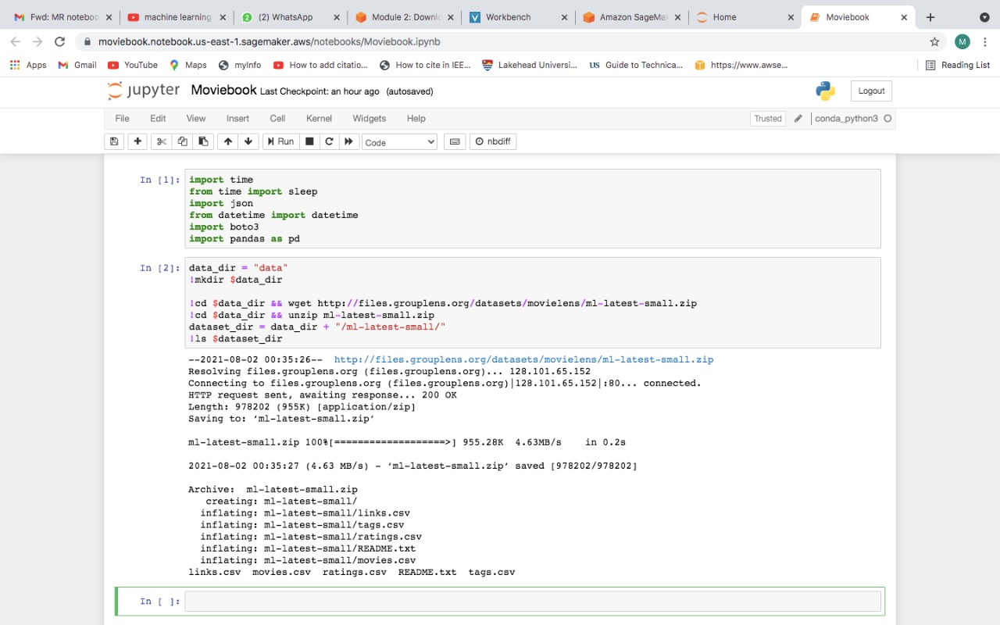 Fwd: MR noteboo
machine learning
2 (2) WhatsApp
Module 2: Downl
Workbench
Amazon SageMa
Home
Moviebook
moviebook.notebook.us-east-1.sagemaker.aws/notebooks/Moviebook.ipynb
M
Apps
Gmail
YouTube
Maps
myInfo
How to add citatio...
How to cite in IEE...
Lakehead Universi...
US Guide to Technica...
https://www.awse...
Reading List
jupyter Moviebook Last Checkpoint: an hour ago (autosaved)
Logout
File Edit View Insert Cell Kernel Widgets Help
Trusted
conda_python3
Run
Code
nbdiff
In [1]:
import time
from time import sleep
import json
from datetime import datetime
import boto3
import pandas as pd
In [2]:
data_dir = "data"
!mkdir $data_dir
!cd $data_dir && wget http://files.grouplens.org/datasets/movielens/ml-latest-small.zip
!cd $data_dir && unzip ml-latest-small.zip
dataset_dir = data_dir + "/ml-latest-small/"
!ls $dataset_dir
--2021-08-02 00:35:26-- http://files.grouplens.org/datasets/movielens/ml-latest-small.zip
Resolving files.grouplens.org (files.grouplens.org)... 128.101.65.152
Connecting to files.grouplens.org (files.grouplens.org)|128.101.65.152|:80... connected.
HTTP request sent, awaiting response... 200 OK
Length: 978202 (955K) [application/zip]
Saving to: ‘ml-latest-small.zip’
ml-latest-small.zip 100%[===================>] 955.28K 4.63MB/s in 0.2s
2021-08-02 00:35:27 (4.63 MB/s) - ‘ml-latest-small.zip’ saved [978202/978202]
Archive: ml-latest-small.zip
creating: ml-latest-small/
inflating: ml-latest-small/links.csv
inflating: ml-latest-small/tags.csv
inflating: ml-latest-small/ratings.csv
inflating: ml-latest-small/README.txt
inflating: ml-latest-small/movies.csv
links.csv movies.csv ratings.csv README.txt tags.csv
In [ ]: